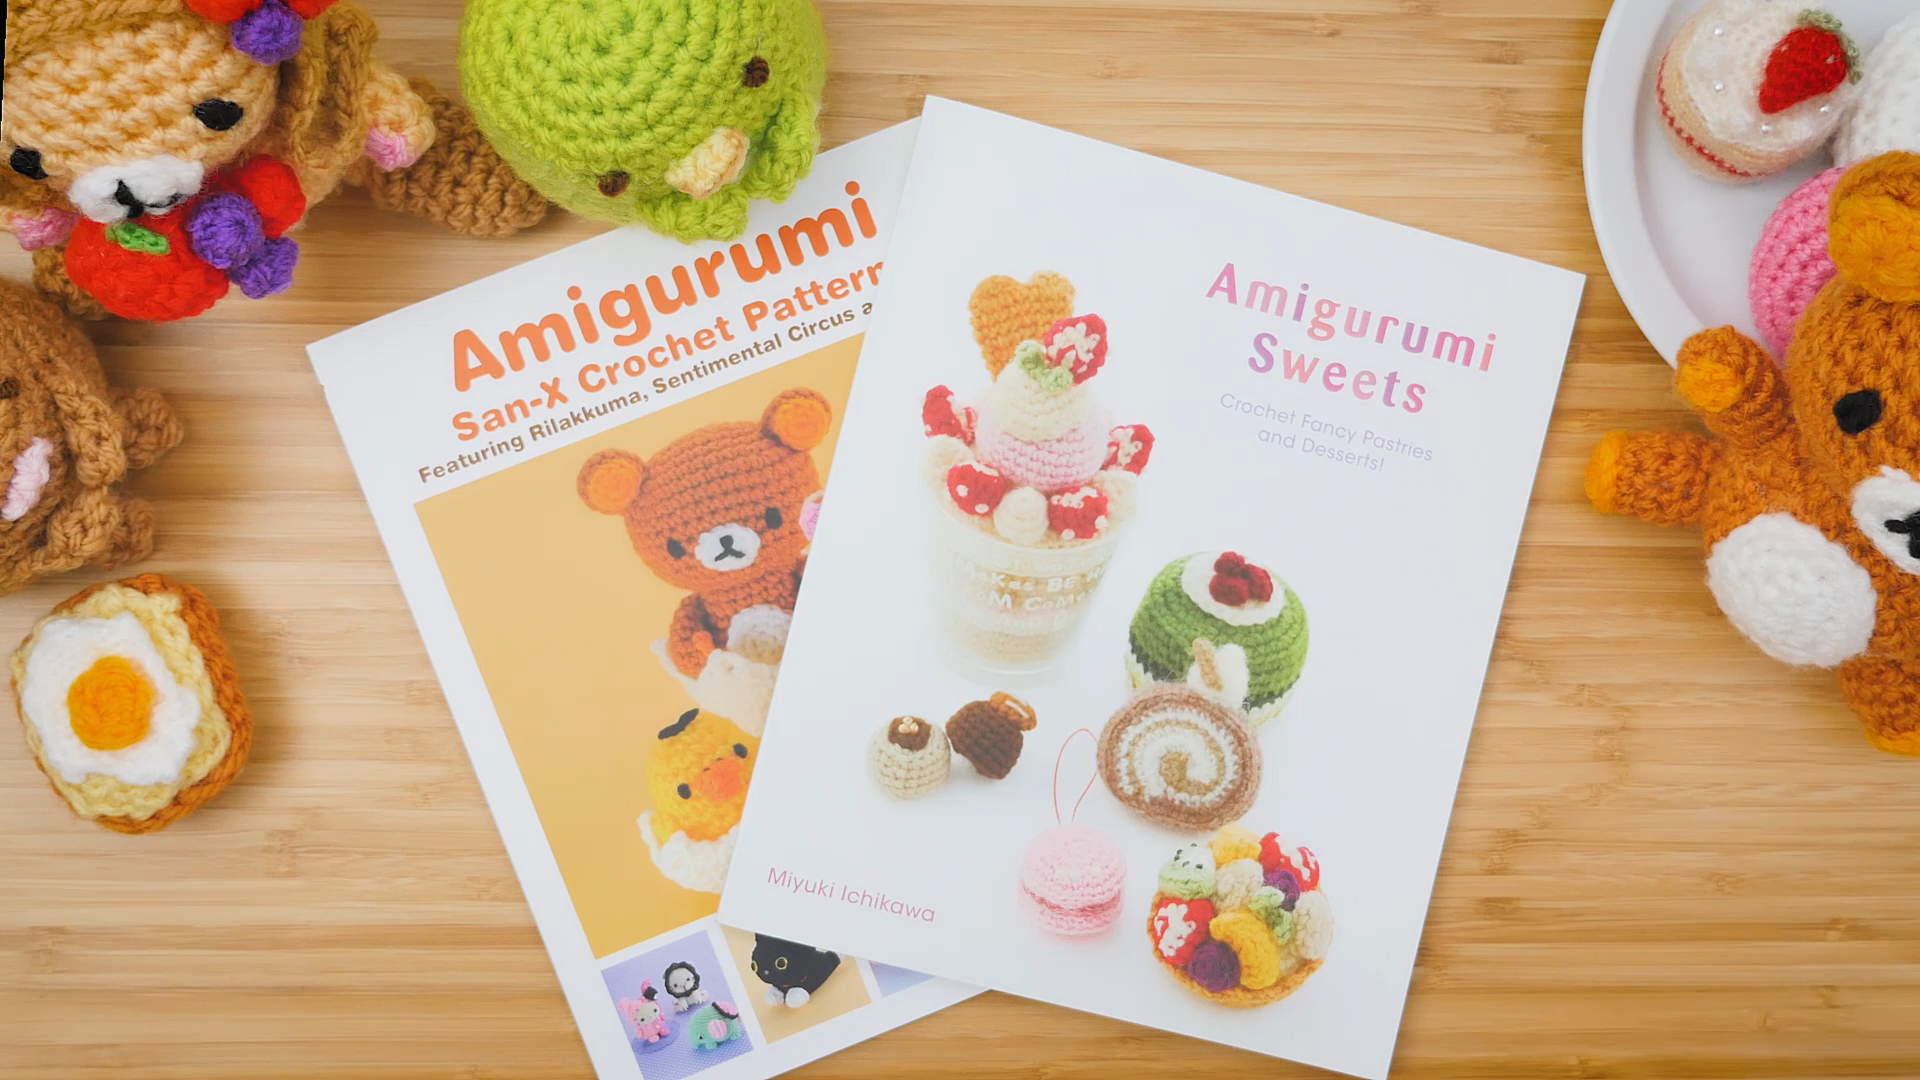 Amigurumi
San-X Crochet Pattern
Featuring Rilakkuma, Sentimental Circus
Amigurumi
Sweets
Crochet Fancy Pastries
and Desserts!
Miyuki Ichikawa